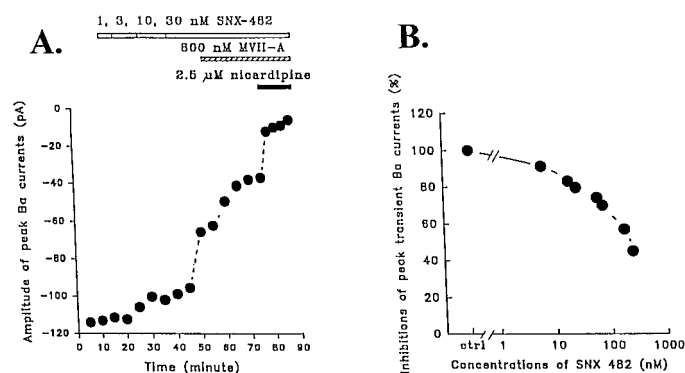 1, 3, 10, 30 nM SNX-482
A.
800 nM MVII-A
2.5 µM nicardipine
Amplitude of peak Ba currents (pA)
0
-20
-40
-60
-80
-100
-120
0 10 20 30 40 50 60 70 80 90
Time (minute)
B.
Inhibitions of peak transient Ba currents (%)
120
100
80
60
40
20
0
ctrl 1 10 100 1000
Concentrations of SNX 482 (nM)